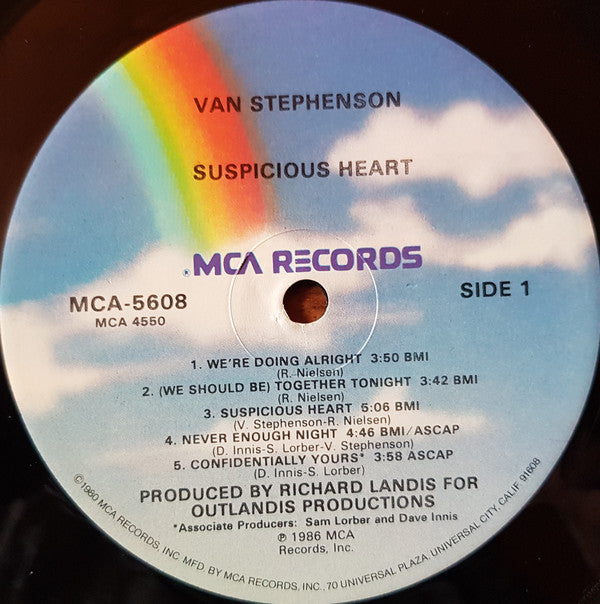 VAN STEPHENSON
SUSPICIOUS HEART
®MCA RECORDS
MCA-5608
MCA 4550
SIDE 1
1. WE'RE DOING ALRIGHT 3:50 BMI
(R. Nielsen)
2. (WE SHOULD BE) TOGETHER TONIGHT 3:42 BMI
(R. Nielsen)
3. SUSPICIOUS HEART 5:06 BMI
(V. Stephenson-R. Nielsen)
4. NEVER ENOUGH NIGHT 4:46 BMI/ASCAP
(D. Innis-S. Lorber-V. Stephenson)
5. CONFIDENTIALLY YOURS* 3:58 ASCAP
(D. Innis-S. Lorber)
PRODUCED BY RICHARD LANDIS FOR
OUTLANDIS PRODUCTIONS
*Associate Producers: Sam Lorber and Dave Innis
℗ 1986 MCA
Records, Inc.
©1980 MCA RECORDS, INC. MFD. BY MCA RECORDS, INC., 70 UNIVERSAL PLAZA, UNIVERSAL CITY, CALIF. 91608